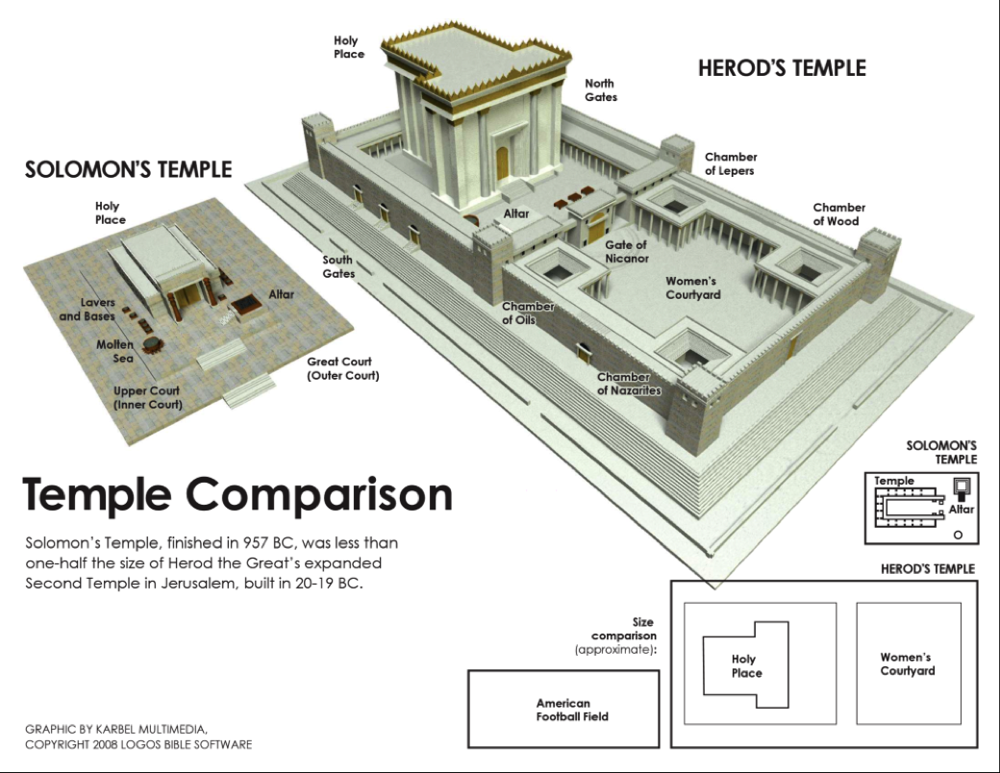 Holy
Place
HEROD'S TEMPLE
North
Gates
SOLOMON'S TEMPLE
Chamber
of Lepers
Holy
Place
Chamber
of Wood
Altar
Gate of
Nicanor
South
Gates
Women's
Courtyard
Altar
Lavers
and Bases
Chamber
of Oils
Molten
Sea
Great Court
(Outer Court)
Chamber
of Nazarites
Upper Court
(Inner Court)
Temple Comparison
Solomon's Temple, finished in 957 BC, was less than
one-half the size of Herod the Great's expanded
Second Temple in Jerusalem, built in 20-19 BC.
SOLOMON'S
TEMPLE
Temple
Altar
HEROD'S TEMPLE
Size
comparison
(approximate):
Holy
Place
Women's
Courtyard
American
Football Field
GRAPHIC BY KARBEL MULTIMEDIA,
COPYRIGHT 2008 LOGOS BIBLE SOFTWARE